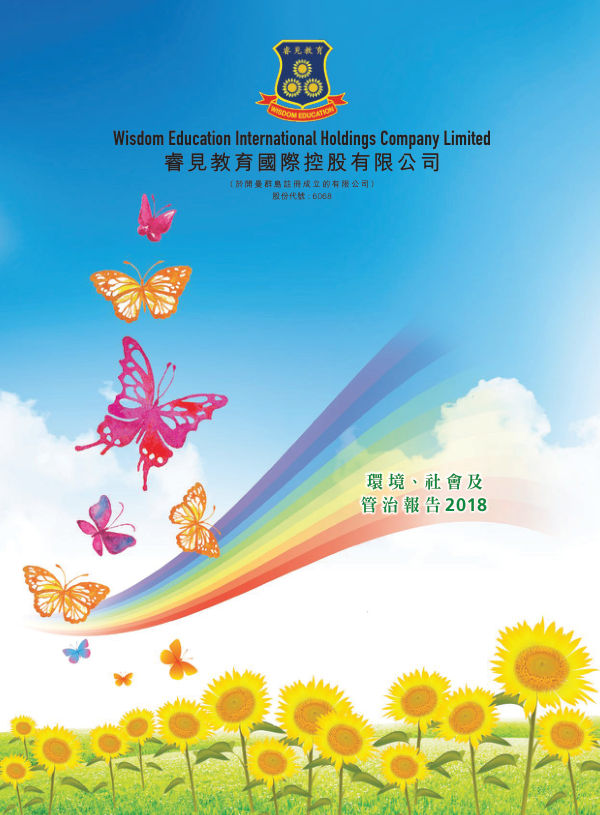 睿見教育
WISDOM EDUCATION
Wisdom Education International Holdings Company Limited
睿見教育國際控股有限公司
（於開曼群島註冊成立的有限公司）
股份代號：6068
環境、社會及
管治報告2018